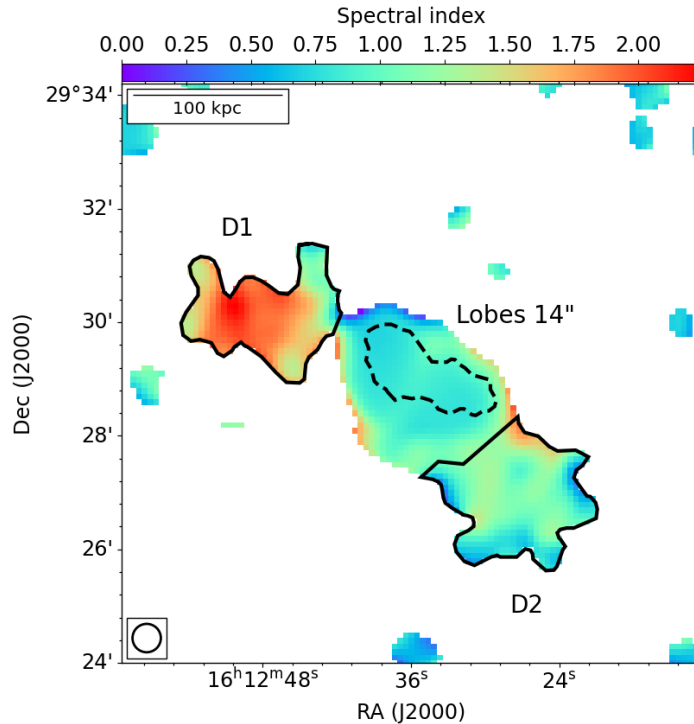 Spectral index
0.00 0.25 0.50 0.75 1.00 1.25 1.50 1.75 2.00
29°34'
100 kpc
32'
D1
Lobes 14"
30'
Dec (J2000)
28'
26'
D2
24'
16ʰ12ᵐ48ˢ 36ˢ 24ˢ
RA (J2000)